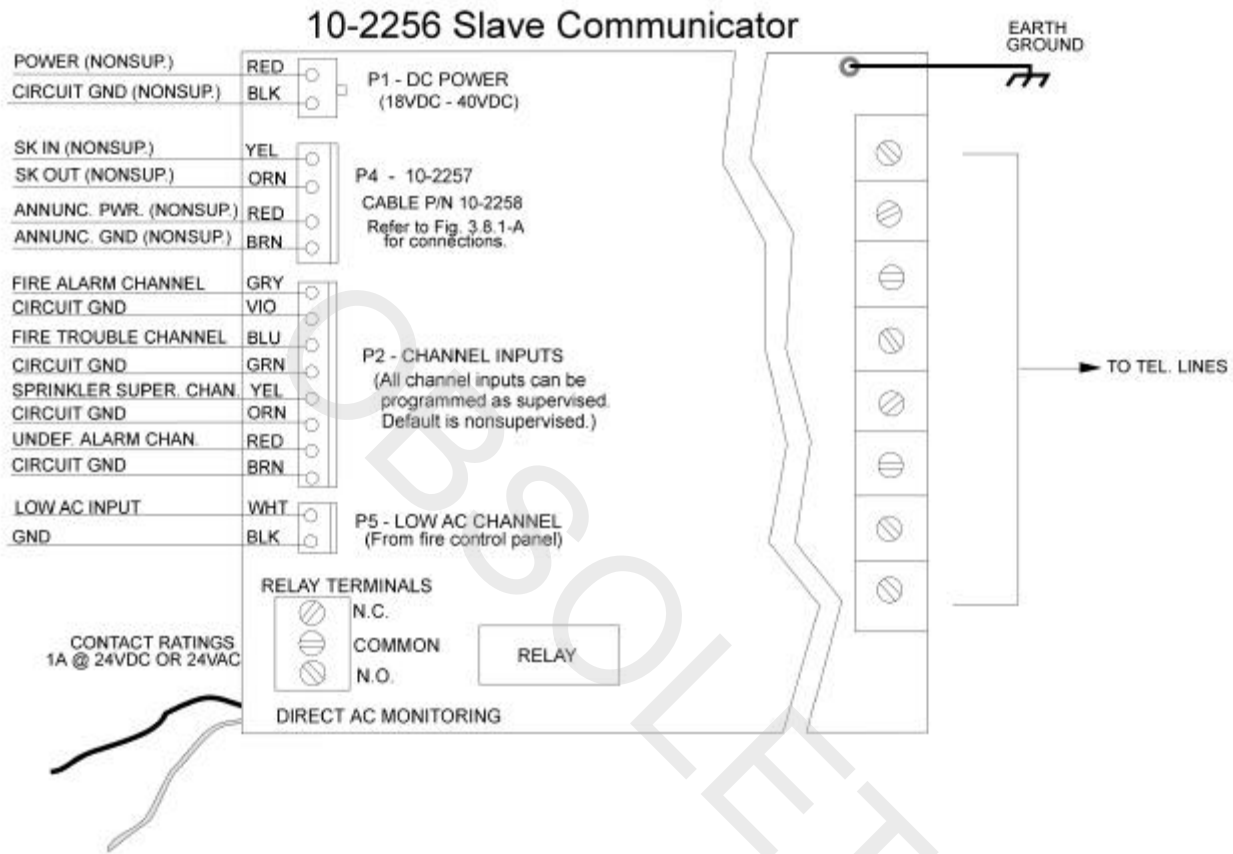 10-2256 Slave Communicator
EARTH
GROUND
POWER (NONSUP.) RED
CIRCUIT GND (NONSUP.) BLK
P1 - DC POWER
(18VDC - 40VDC)
SK IN (NONSUP.) YEL
SK OUT (NONSUP.) ORN
ANNUNC. PWR. (NONSUP.) RED
ANNUNC. GND (NONSUP.) BRN
P4 - 10-2257
CABLE P/N 10-2258
Refer to Fig. 3.8.1-A
for connections.
FIRE ALARM CHANNEL GRY
CIRCUIT GND VIO
FIRE TROUBLE CHANNEL BLU
CIRCUIT GND GRN
SPRINKLER SUPER. CHAN. YEL
CIRCUIT GND ORN
UNDEF. ALARM CHAN. RED
CIRCUIT GND BRN
P2 - CHANNEL INPUTS
(All channel inputs can be
programmed as supervised.
Default is nonsupervised.)
TO TEL. LINES
LOW AC INPUT WHT
GND BLK
P5 - LOW AC CHANNEL
(From fire control panel)
RELAY TERMINALS
N.C.
COMMON
N.O.
RELAY
CONTACT RATINGS
1A @ 24VDC OR 24VAC
DIRECT AC MONITORING
OBSOLET